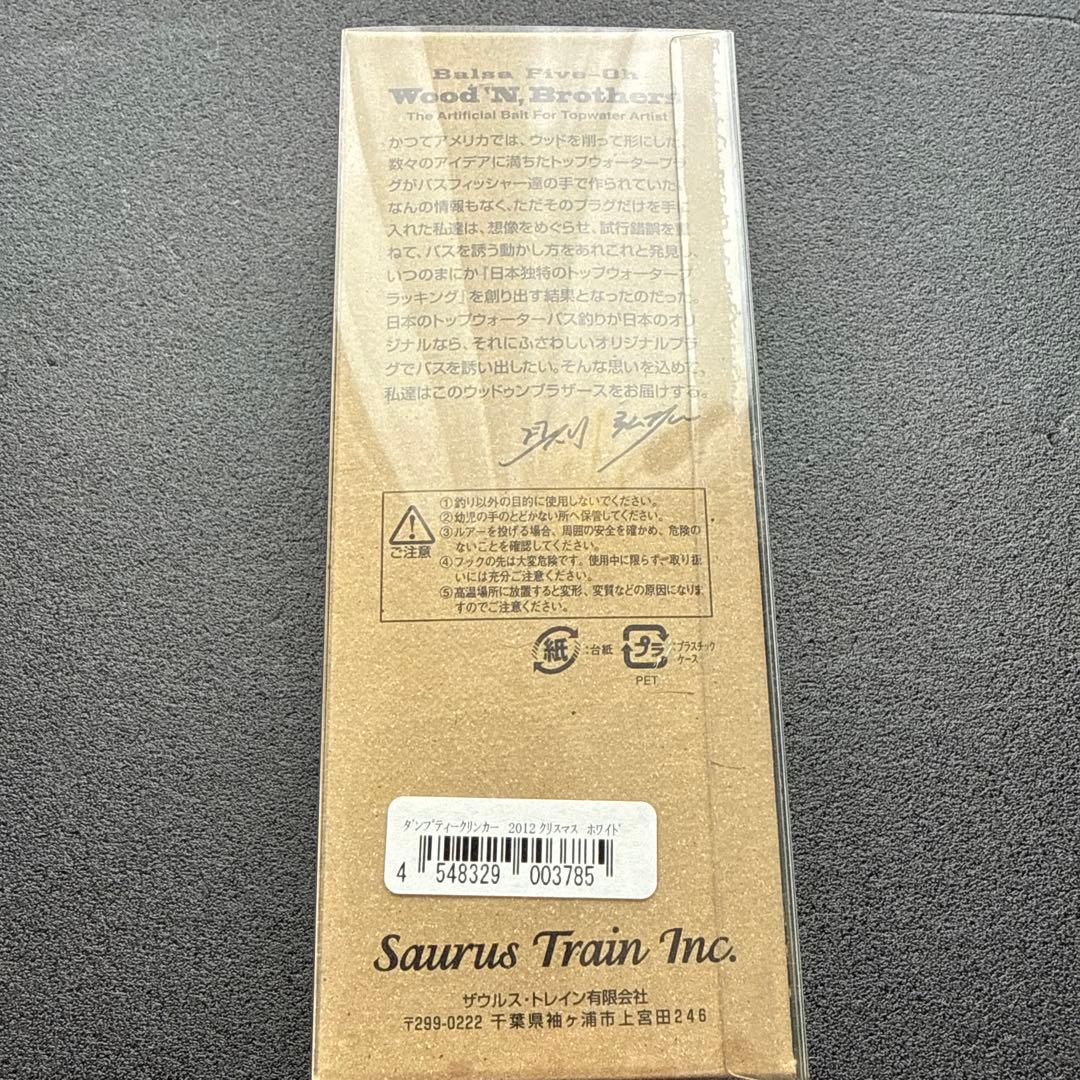 Balsa Five-Oh
Wood 'N, Brothers
The Artificial Bait For Topwater Artist
かつてアメリカでは、ウッドを削って形にした
数々のアイデアに満ちたトップウォータープラ
グがバスフィッシャー達の手で作られていた。
なんの情報もなく、ただそのプラグだけを手に
入れた私達は、想像をめぐらせ、試行錯誤を重
ねて、バスを誘う動かし方をあれこれと発見し、
いつのまにか『日本独特のトップウォータープ
ラッキング』を創り出す結果となったのだった。
日本のトップウォーターバス釣りが日本のオリ
ジナルなら、それにふさわしいオリジナルプラ
グでバスを誘い出したい。そんな思いを込めて、
私達はこのウッドゥンブラザースをお届けする。
ご注意
①釣り以外の目的に使用しないでください。
②幼児の手のとどかない所へ保管してください。
③ルアーを投げる場合、周囲の安全を確かめ、危険の
ないことを確認してください。
④フックの先は大変危険です。使用中に限らず、取り扱
いには充分ご注意ください。
⑤高温場所に放置すると変形、変質などの原因になりま
すのでご注意ください。
紙
:台紙
プラ
:プラスチック
ケース
PET
ﾀﾞﾝﾌﾟﾃｨｰｸﾘﾝｶｰ 2012 ｸﾘｽﾏｽ ﾎﾜｲﾄﾞ
4 548329 003785
Saurus Train Inc.
ザウルス・トレイン有限会社
〒299-0222 千葉県袖ヶ浦市上宮田246